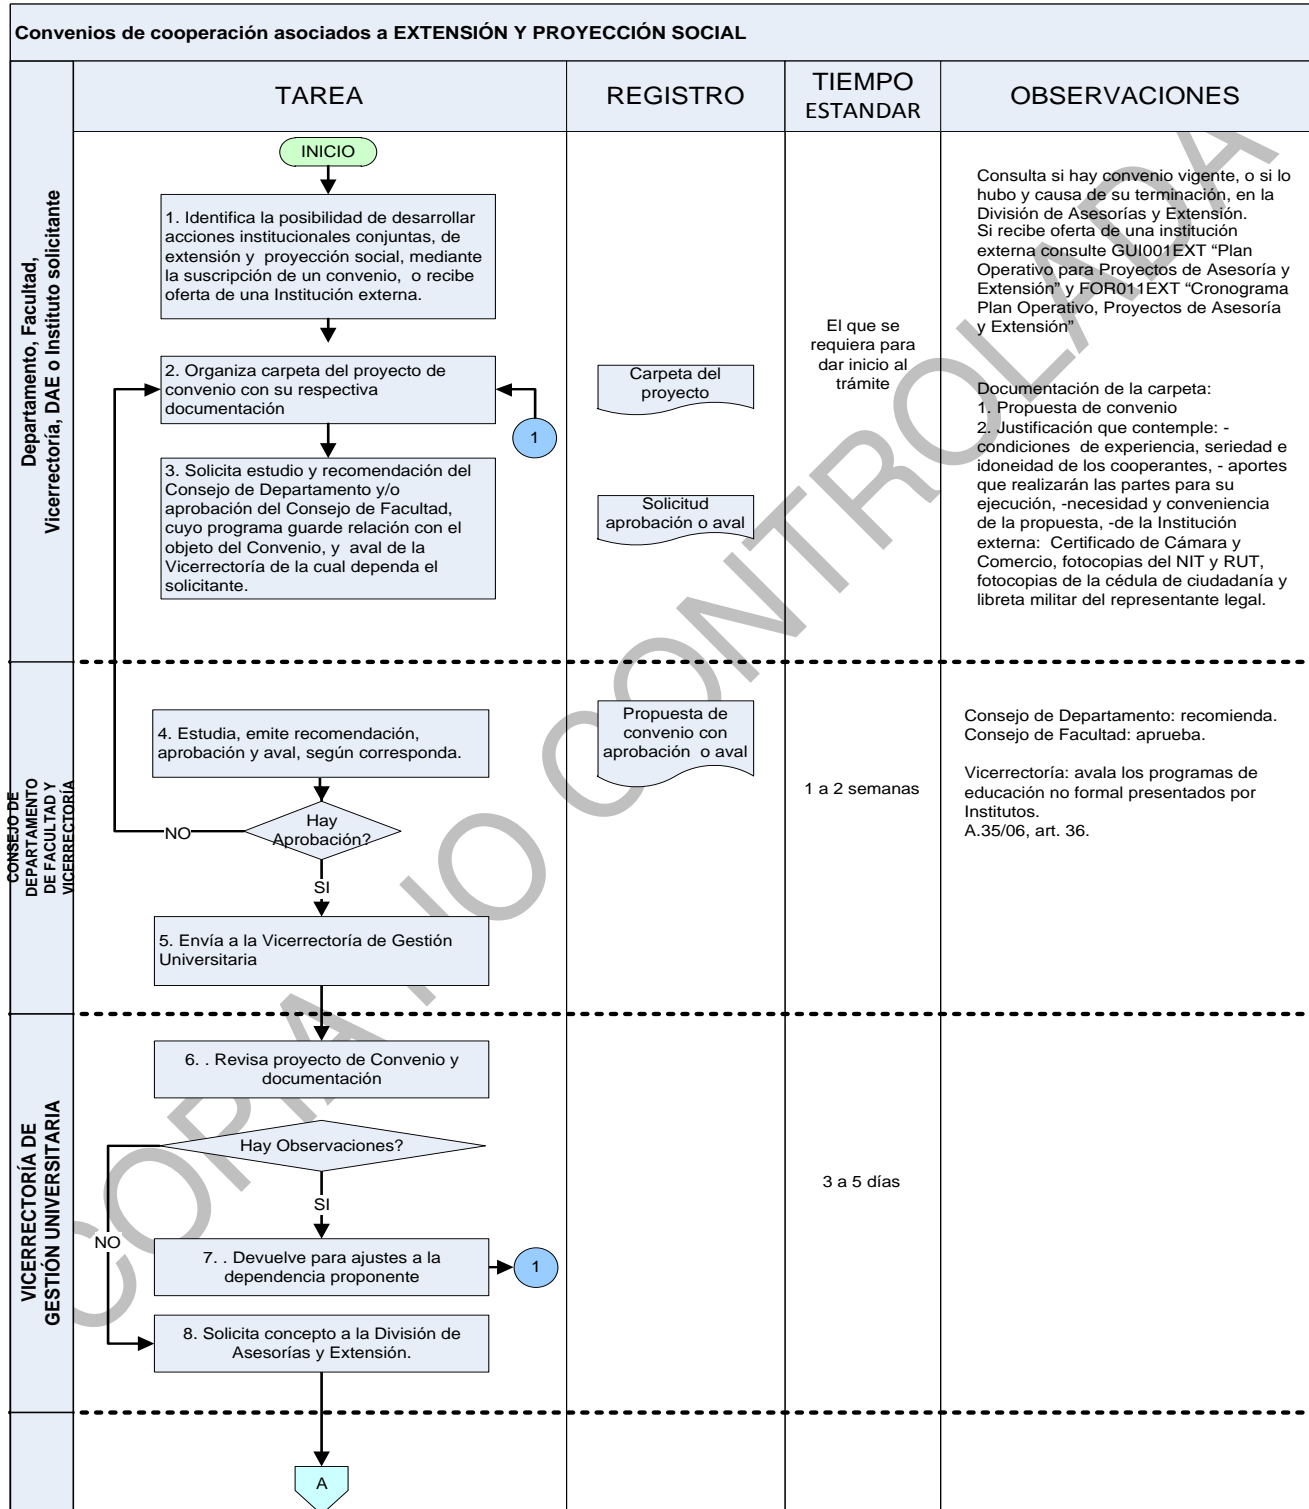 Convenios de cooperación asociados a EXTENSIÓN Y PROYECCIÓN SOCIAL
TAREA
REGISTRO
TIEMPO
ESTANDAR
OBSERVACIONES
Departamento, Facultad,
Vicerrectoría, DAE o Instituto solicitante
INICIO
1. Identifica la posibilidad de desarrollar
acciones institucionales conjuntas, de
extensión y proyección social, mediante
la suscripción de un convenio, o recibe
oferta de una Institución externa.
2. Organiza carpeta del proyecto de
convenio con su respectiva
documentación
1
3. Solicita estudio y recomendación del
Consejo de Departamento y/o
aprobación del Consejo de Facultad,
cuyo programa guarde relación con el
objeto del Convenio, y aval de la
Vicerrectoría de la cual dependa el
solicitante.
Carpeta del
proyecto
Solicitud
aprobación o aval
El que se
requiera para
dar inicio al
trámite
Consulta si hay convenio vigente, o si lo
hubo y causa de su terminación, en la
División de Asesorías y Extensión.
Si recibe oferta de una institución
externa consulte GUI001EXT “Plan
Operativo para Proyectos de Asesoría y
Extensión” y FOR011EXT “Cronograma
Plan Operativo, Proyectos de Asesoría
y Extensión”
Documentación de la carpeta:
1. Propuesta de convenio
2. Justificación que contemple: -
condiciones de experiencia, seriedad e
idoneidad de los cooperantes, - aportes
que realizarán las partes para su
ejecución, -necesidad y conveniencia
de la propuesta, -de la Institución
externa: Certificado de Cámara y
Comercio, fotocopias del NIT y RUT,
fotocopias de la cédula de ciudadanía y
libreta militar del representante legal.
CONSEJO DE
DEPARTAMENTO
DE FACULTAD Y
VICERRECTORÍA
4. Estudia, emite recomendación,
aprobación y aval, según corresponda.
Hay
Aprobación?
NO
SI
5. Envía a la Vicerrectoría de Gestión
Universitaria
Propuesta de
convenio con
aprobación o aval
1 a 2 semanas
Consejo de Departamento: recomienda.
Consejo de Facultad: aprueba.
Vicerrectoría: avala los programas de
educación no formal presentados por
Institutos.
A.35/06, art. 36.
VICERRECTORÍA DE
GESTIÓN UNIVERSITARIA
6. . Revisa proyecto de Convenio y
documentación
Hay Observaciones?
SI
NO
7. . Devuelve para ajustes a la
dependencia proponente
1
8. Solicita concepto a la División de
Asesorías y Extensión.
3 a 5 días
A
COPIA NO CONTROLADA